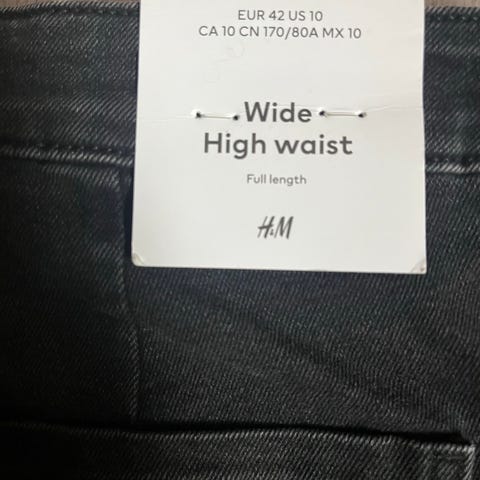 EUR 42 US 10
CA 10 CN 170/80A MX 10
Wide
High waist
Full length
H&M